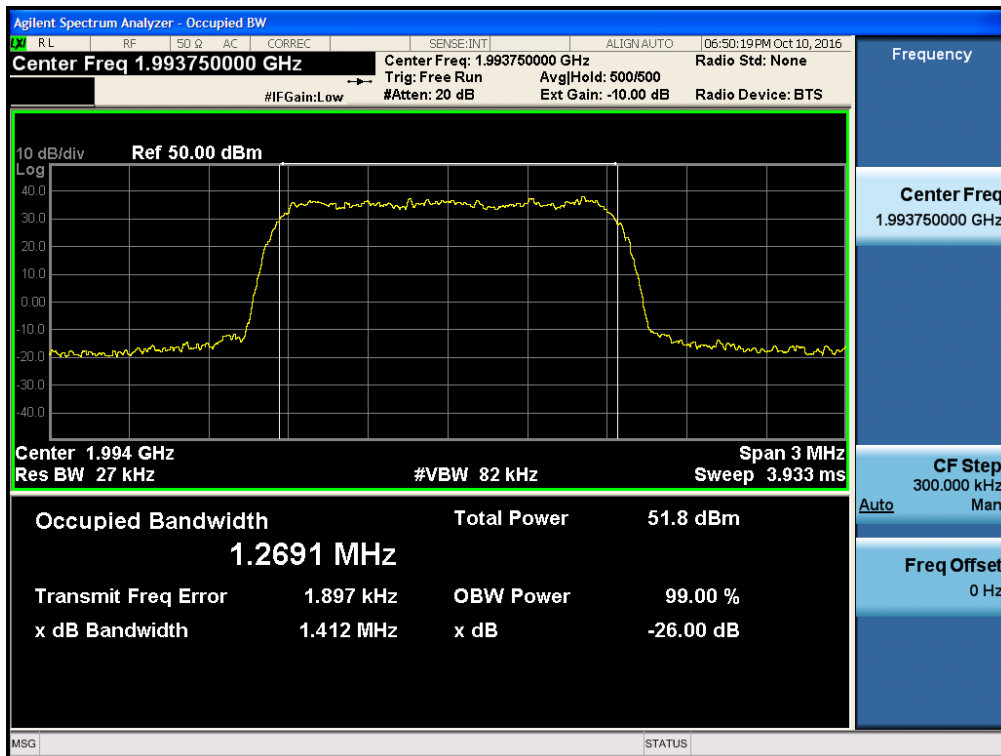 Agilent Spectrum Analyzer - Occupied BW
LXI RL RF 50 Ω AC CORREC SENSE:INT ALIGN AUTO 06:50:19 PM Oct 10, 2016
Center Freq 1.993750000 GHz
Center Freq: 1.993750000 GHz Radio Std: None
Trig: Free Run Avg|Hold: 500/500
#IFGain:Low #Atten: 20 dB Ext Gain: -10.00 dB Radio Device: BTS
10 dB/div Ref 50.00 dBm
Log
40.0
30.0
20.0
10.0
0.00
-10.0
-20.0
-30.0
-40.0
Center 1.994 GHz Span 3 MHz
Res BW 27 kHz #VBW 82 kHz Sweep 3.933 ms
Occupied Bandwidth Total Power 51.8 dBm
1.2691 MHz
Transmit Freq Error 1.897 kHz OBW Power 99.00 %
x dB Bandwidth 1.412 MHz x dB -26.00 dB
MSG STATUS
Frequency
Center Freq
1.993750000 GHz
CF Step
300.000 kHz
Auto Man
Freq Offset
0 Hz